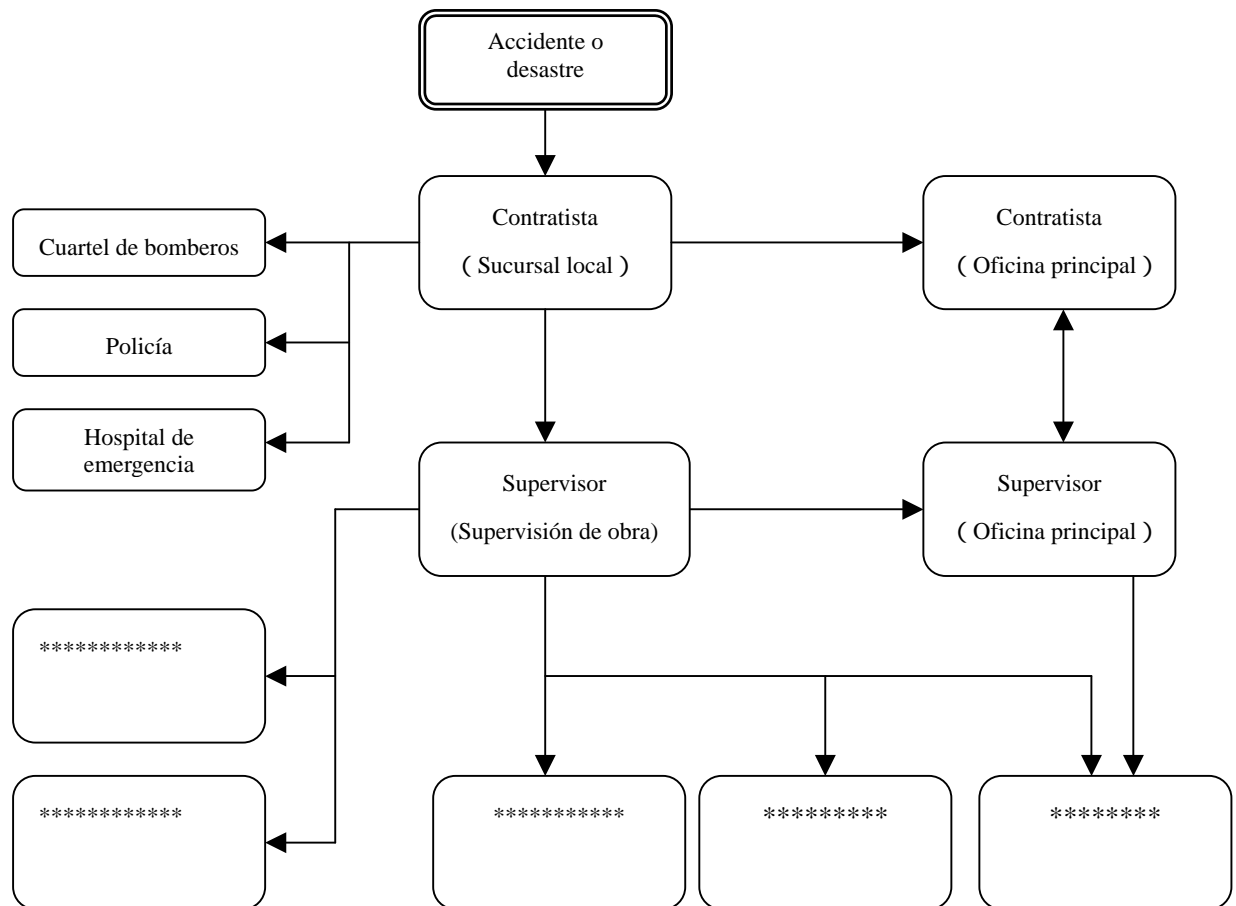 Accidente o
desastre
Contratista
( Sucursal local )
Contratista
( Oficina principal )
Cuartel de bomberos
Policía
Hospital de
emergencia
Supervisor
(Supervisión de obra)
Supervisor
( Oficina principal )
************
************
***********
*********
********